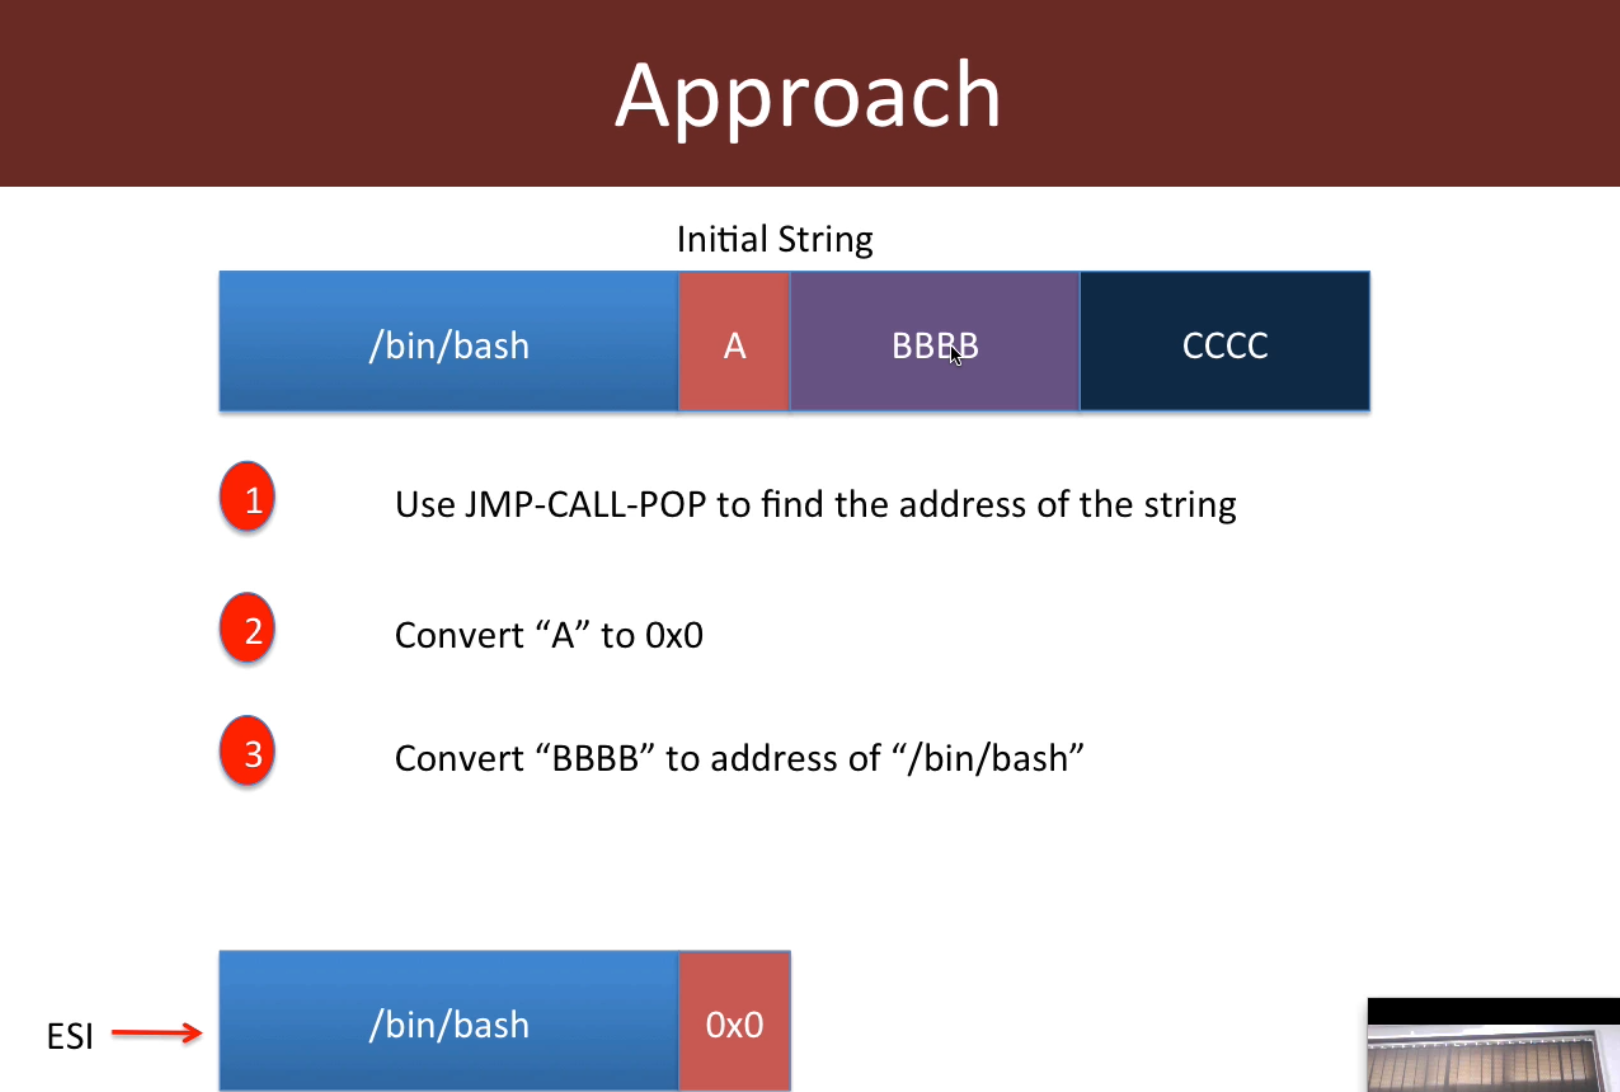 Approach
Initial String
/bin/bash A BBBB CCCC
1 Use JMP-CALL-POP to find the address of the string
2 Convert “A” to 0x0
3 Convert “BBBB” to address of “/bin/bash”
ESI /bin/bash 0x0